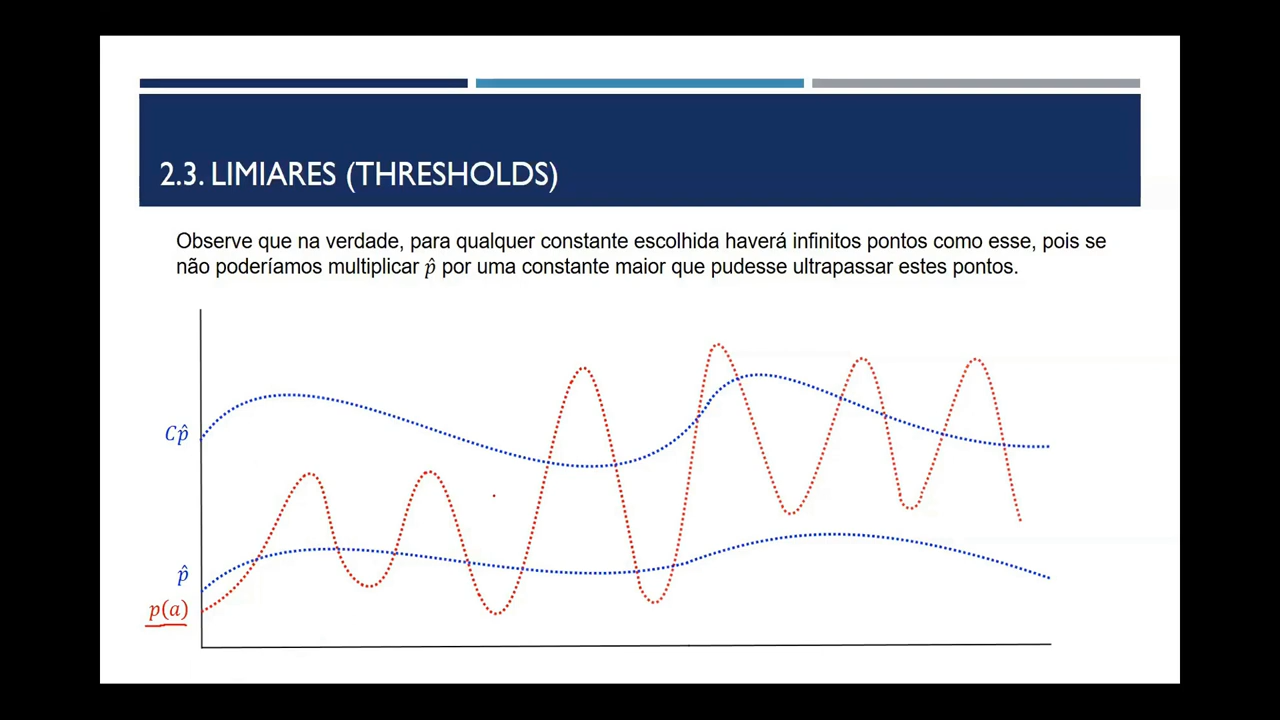 2.3. LIMIARES (THRESHOLDS)
Observe que na verdade, para qualquer constante escolhida haverá infinitos pontos como esse, pois se
não poderíamos multiplicar p̂ por uma constante maior que pudesse ultrapassar estes pontos.
Cp̂
p̂
p(a)